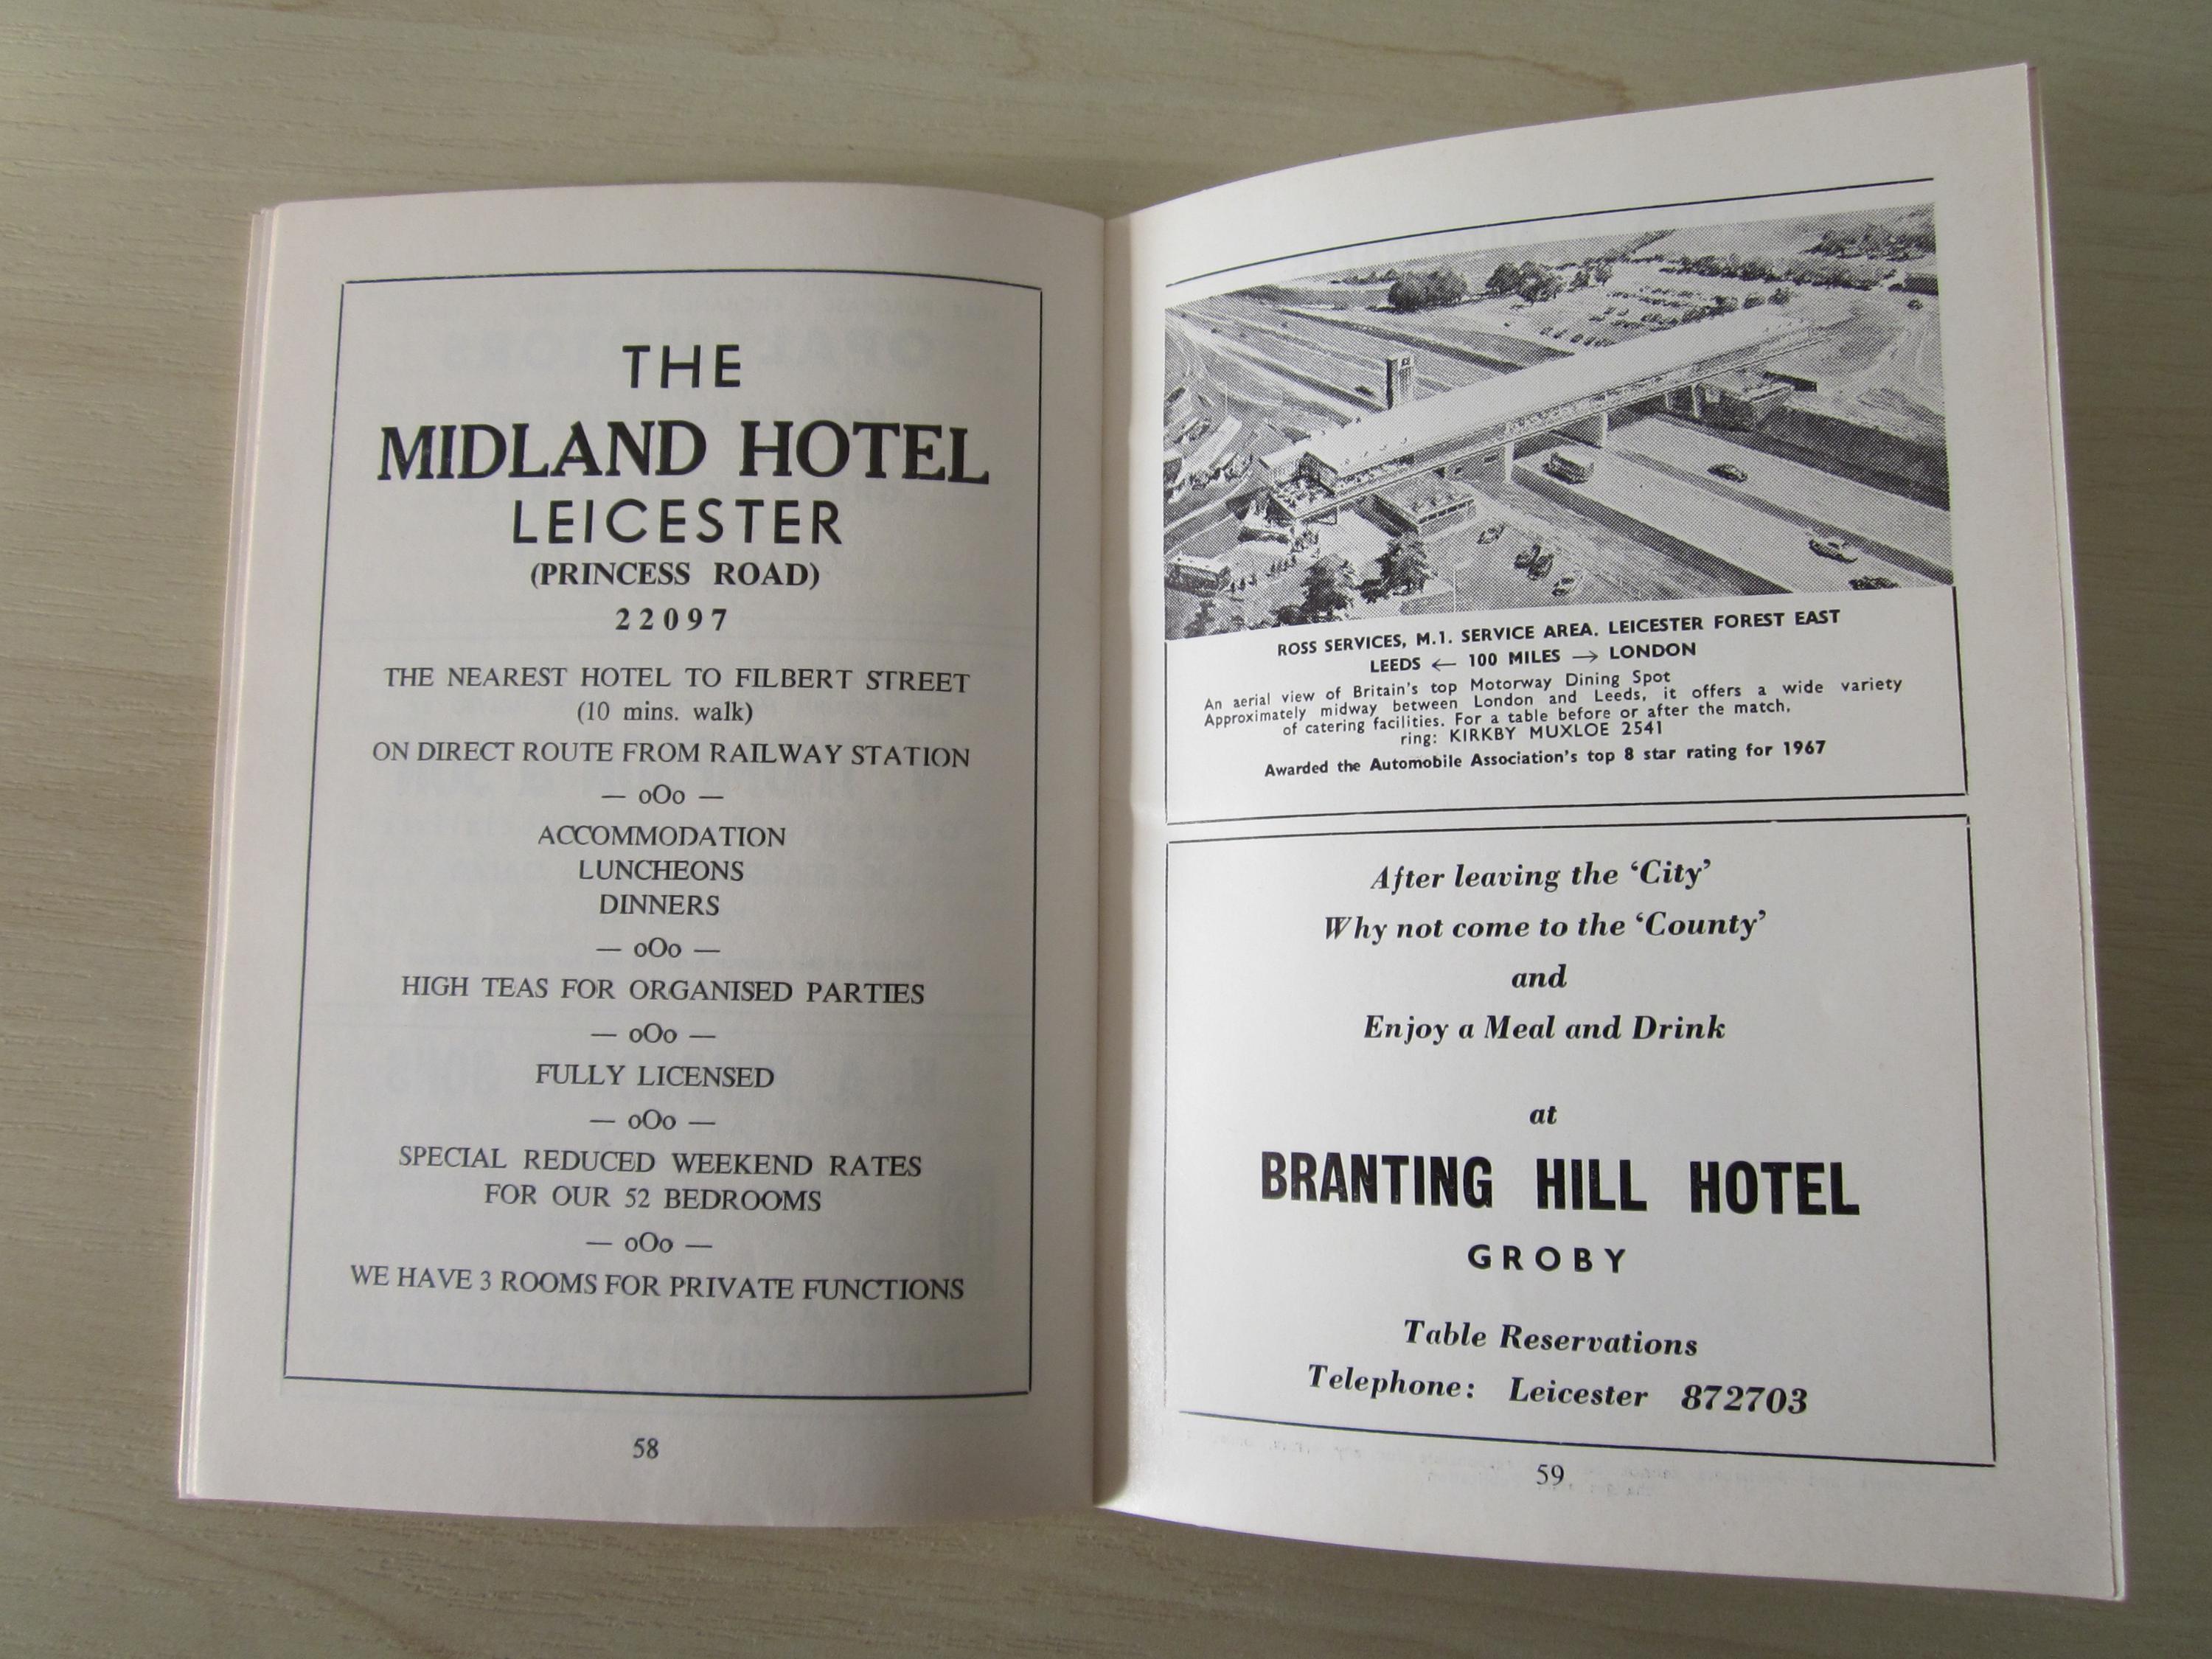 THE
MIDLAND HOTEL
LEICESTER
(PRINCESS ROAD)
22097
THE NEAREST HOTEL TO FILBERT STREET
(10 mins. walk)
ON DIRECT ROUTE FROM RAILWAY STATION
— oOo —
ACCOMMODATION
LUNCHEONS
DINNERS
— oOo —
HIGH TEAS FOR ORGANISED PARTIES
— oOo —
FULLY LICENSED
— oOo —
SPECIAL REDUCED WEEKEND RATES
FOR OUR 52 BEDROOMS
— oOo —
WE HAVE 3 ROOMS FOR PRIVATE FUNCTIONS
58
ROSS SERVICES, M.1. SERVICE AREA. LEICESTER FOREST EAST
LEEDS ← 100 MILES → LONDON
An aerial view of Britain's top Motorway Dining Spot
Approximately midway between London and Leeds, it offers a wide variety
of catering facilities. For a table before or after the match,
ring: KIRKBY MUXLOE 2541
Awarded the Automobile Association's top 8 star rating for 1967
After leaving the ‘City’
Why not come to the ‘County’
and
Enjoy a Meal and Drink
at
BRANTING HILL HOTEL
GROBY
Table Reservations
Telephone: Leicester 872703
59